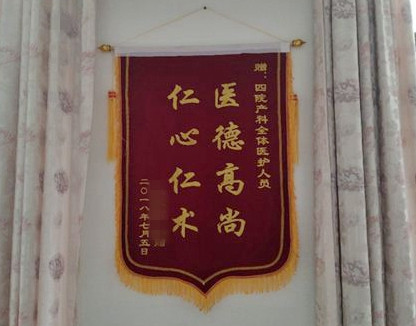 赠：四院产科全体医护人员
医德高尚
仁心仁术
赠
二〇一八年七月五日